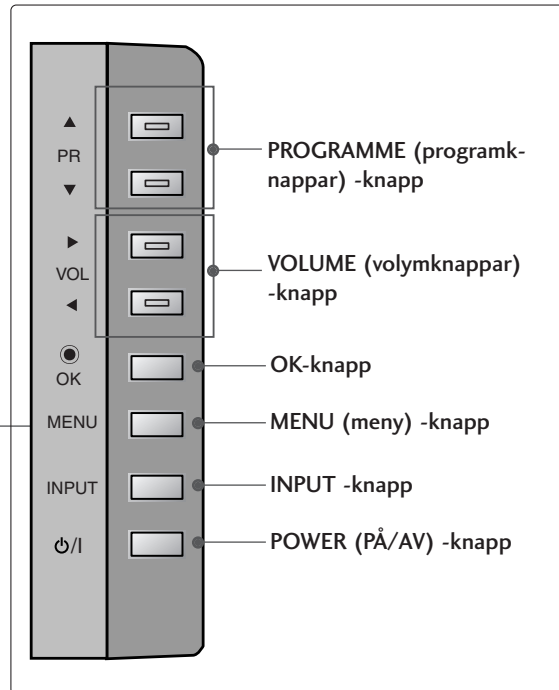 ▲
PR
▼
PROGRAMME (programk-
nappar) -knapp
▶
VOL
◀
VOLUME (volymknappar)
-knapp
OK
OK-knapp
MENU
MENU (meny) -knapp
INPUT
INPUT -knapp
⏻/I
POWER (PÅ/AV) -knapp